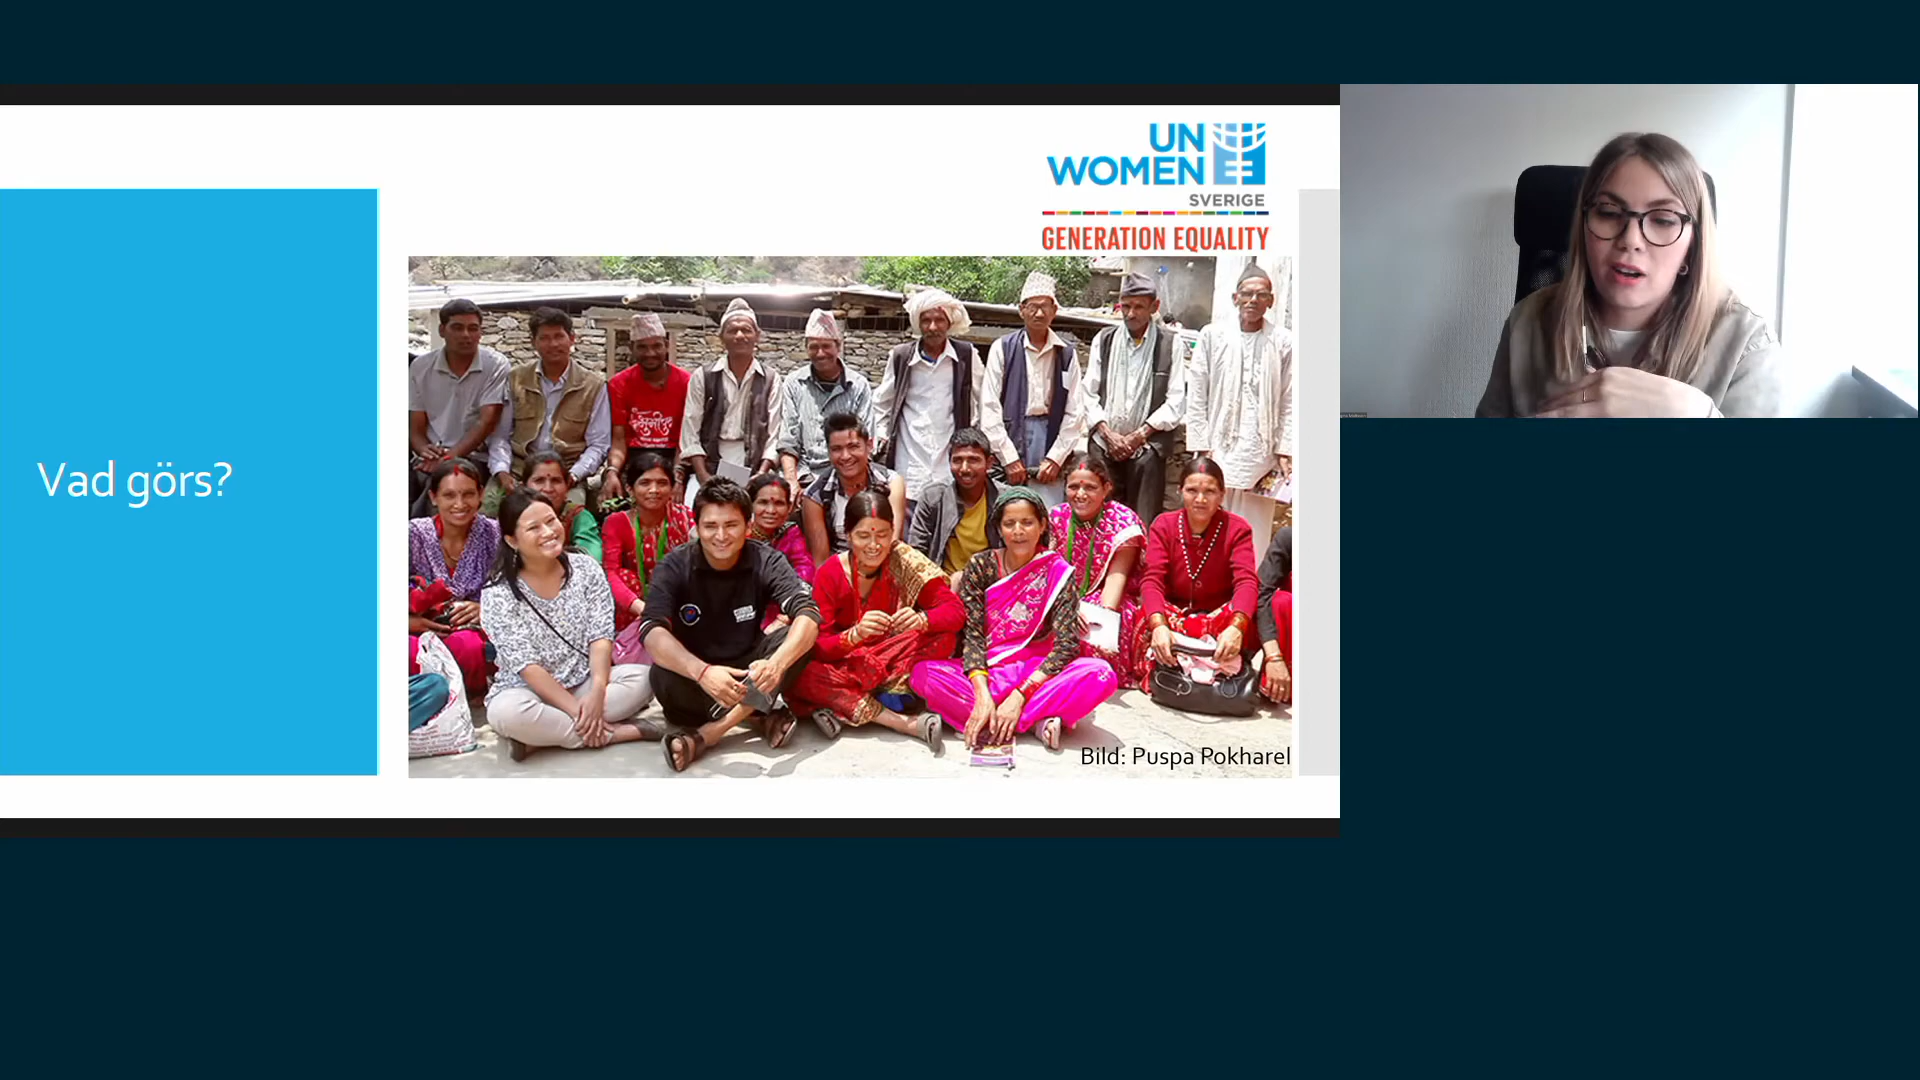 UN
WOMEN
SVERIGE
GENERATION EQUALITY
Vad görs?
Bild: Puspa Pokharel